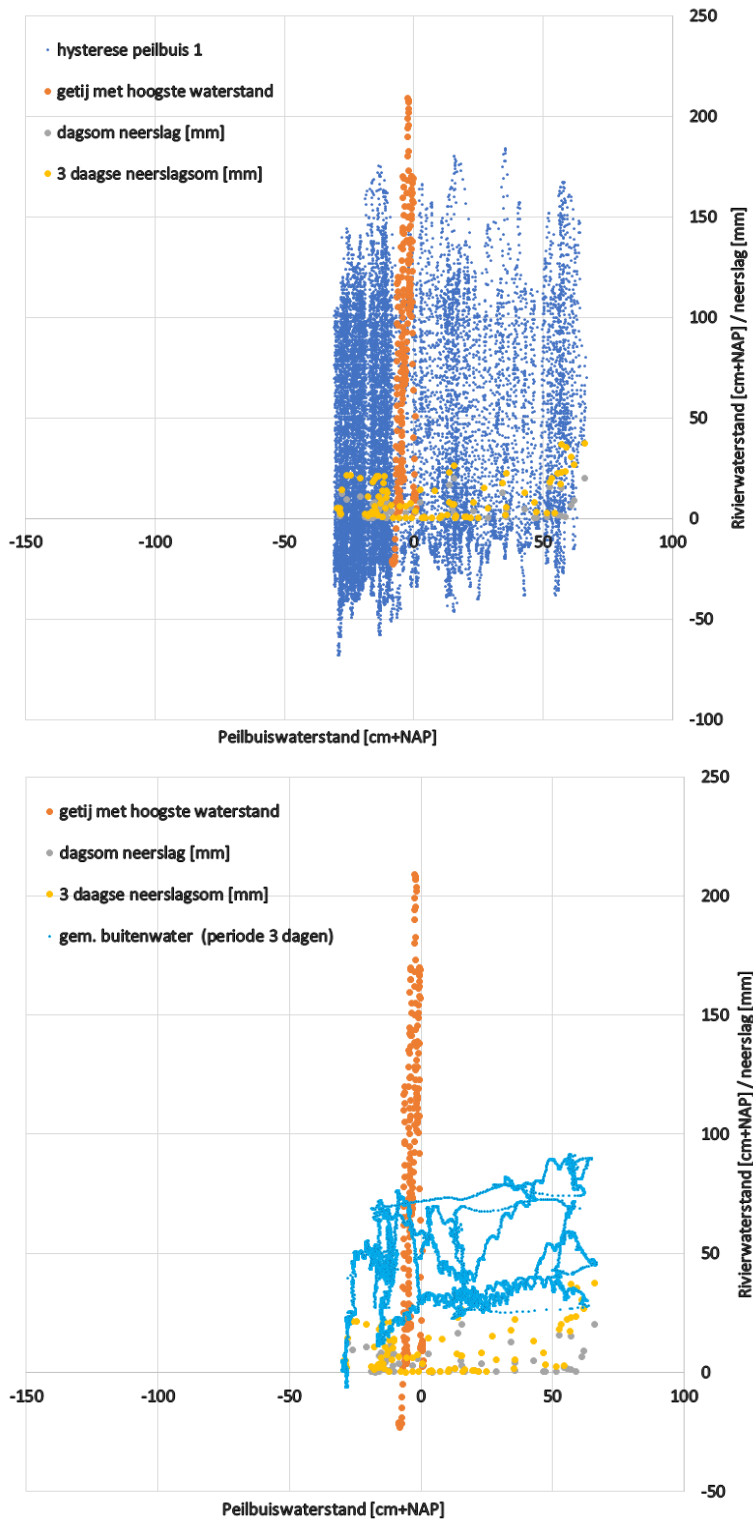 250
hysterese peilbuis 1
getij met hoogste waterstand
200
dagsom neerslag [mm]
3 daagse neerslagsom [mm]
150
100
50
0
-150
-100
-50
0
50
100
-50
-100
Rivierwaterstand [cm+NAP] / neerslag [mm]
Peilbuiswaterstand [cm+NAP]
250
getij met hoogste waterstand
dagsom neerslag [mm]
200
3 daagse neerslagsom [mm]
gem. buitenwater (periode 3 dagen)
150
100
50
0
-150
-100
-50
0
50
100
-50
Rivierwaterstand [cm+NAP] / neerslag [mm]
Peilbuiswaterstand [cm+NAP]